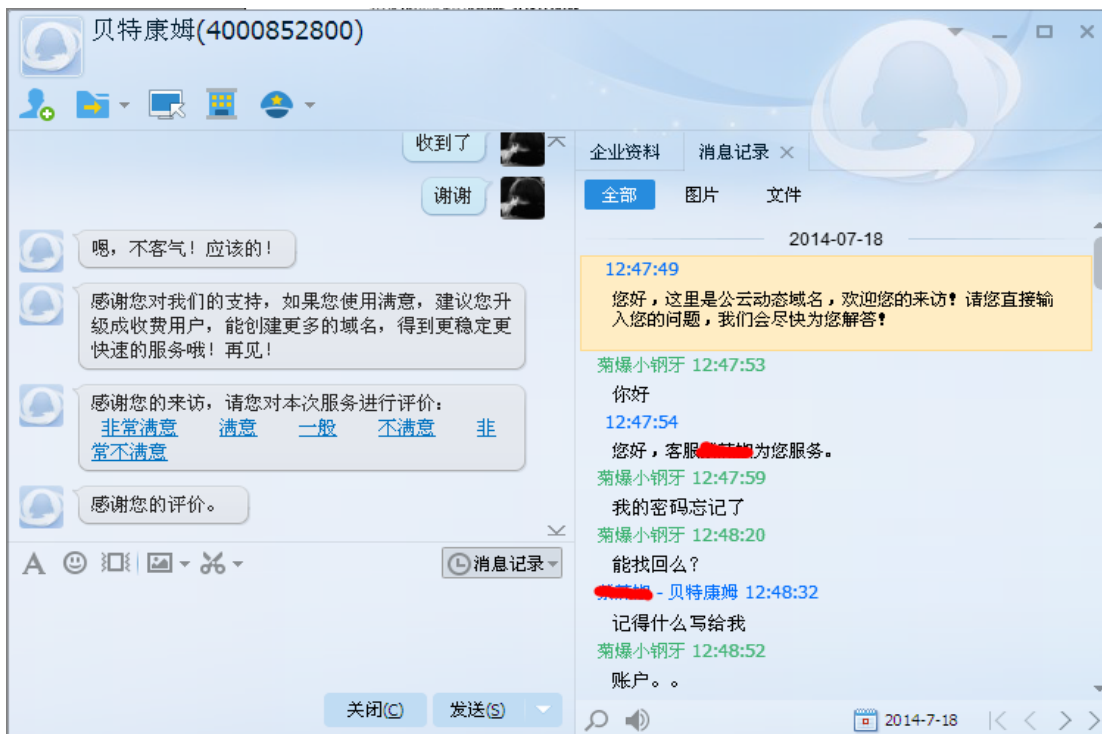 贝特康姆(4000852800)
收到了
谢谢
嗯，不客气！应该的！
感谢您对我们的支持，如果您使用满意，建议您升
级成收费用户，能创建更多的域名，得到更稳定更
快速的服务哦！再见！
感谢您的来访，请您对本次服务进行评价：
非常满意 满意 一般 不满意 非
常不满意
感谢您的评价。
消息记录
关闭(C) 发送(S)
企业资料 消息记录
全部 图片 文件
2014-07-18
12:47:49
您好，这里是公云动态域名，欢迎您的来访！请您直接输
入您的问题，我们会尽快为您解答！
菊爆小钢牙 12:47:53
你好
12:47:54
您好，客服为您服务。
菊爆小钢牙 12:47:59
我的密码忘记了
菊爆小钢牙 12:48:20
能找回么？
- 贝特康姆 12:48:32
记得什么写给我
菊爆小钢牙 12:48:52
账户。。
2014-7-18